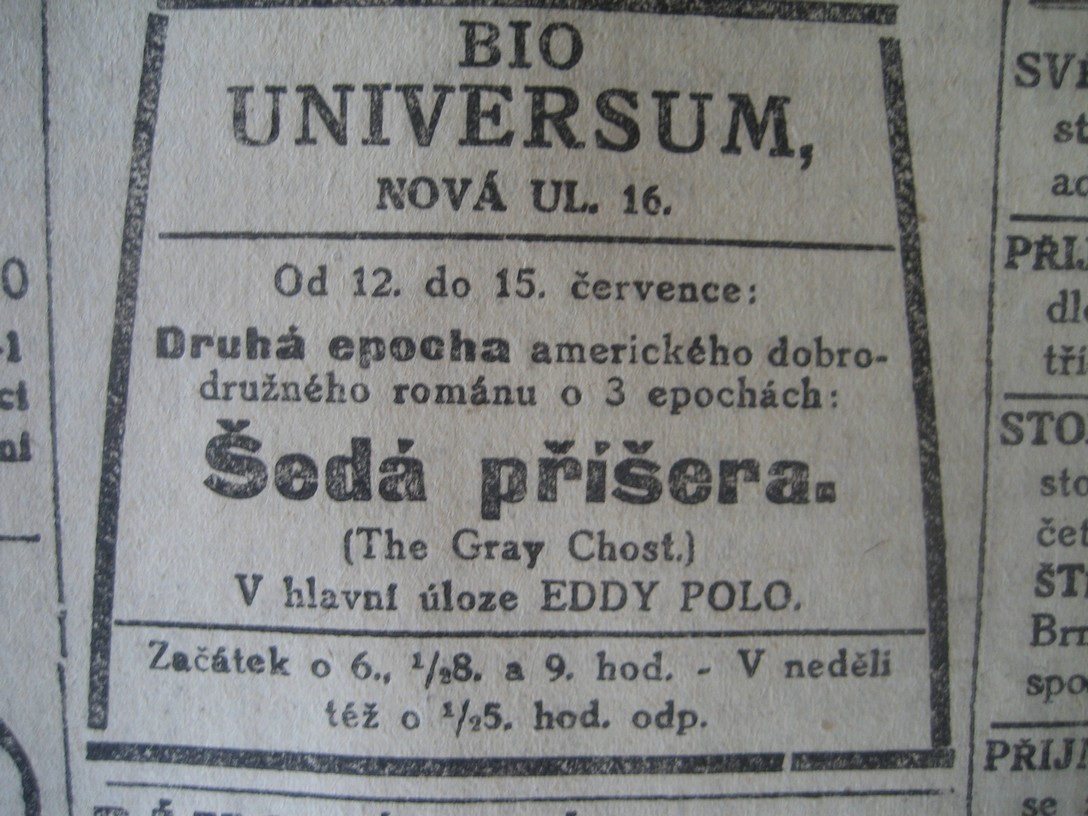 BIO
UNIVERSUM,
NOVÁ UL. 16.
Od 12. do 15. července:
Druhá epocha amerického dobro-
družného románu o 3 epochách:
Šedá příšera.
(The Gray Chost.)
V hlavní úloze EDDY POLO.
Začátek o 6., 1/28. a 9. hod. - V neděli
též o 1/25. hod. odp.